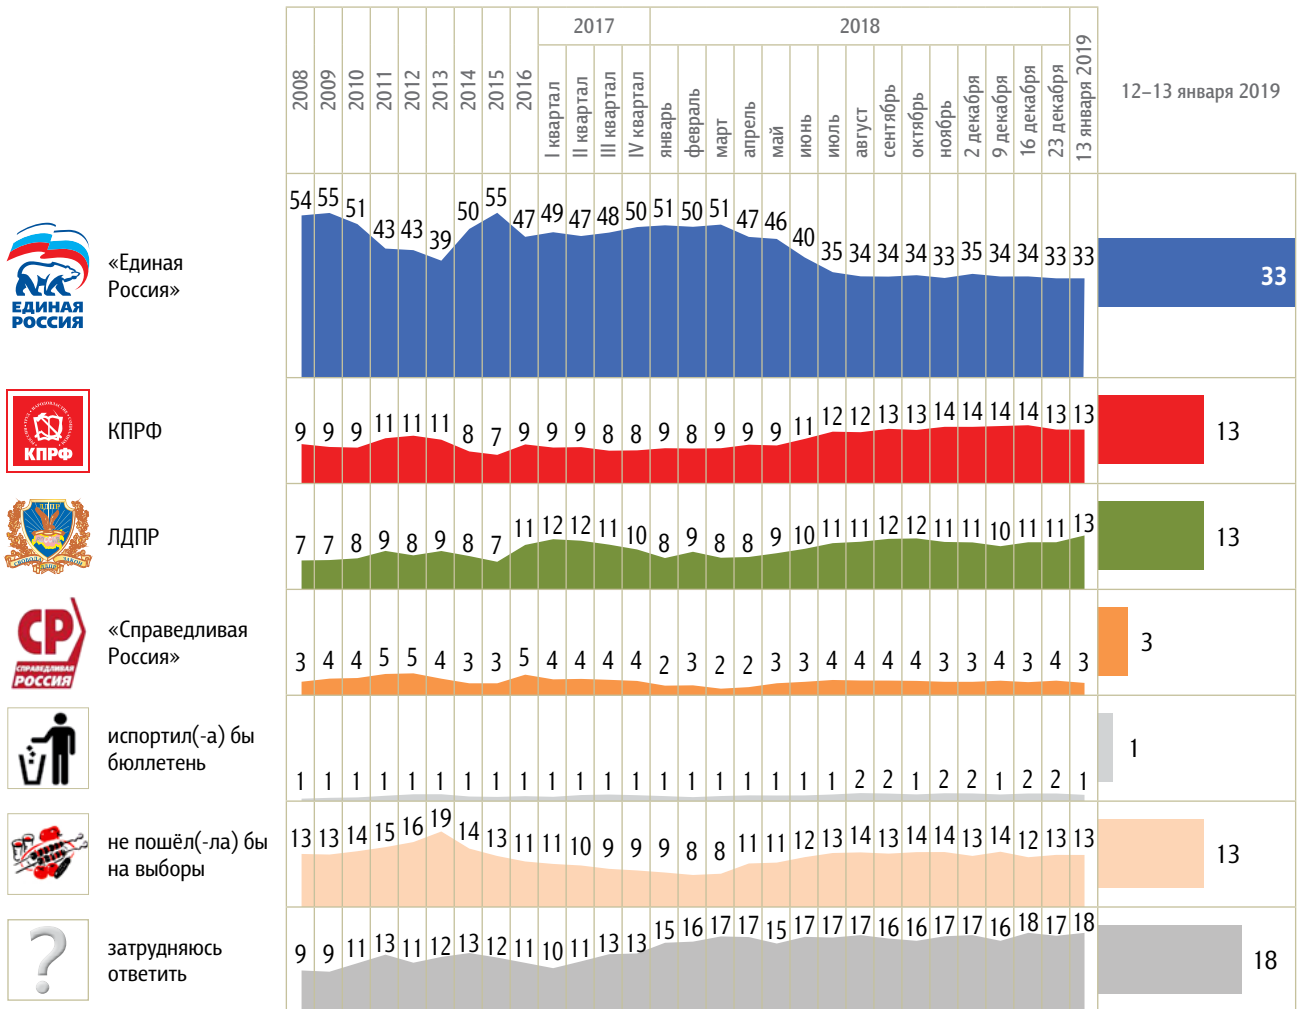 2017
2018
2008
2009
2010
2011
2012
2013
2014
2015
2016
I квартал
II квартал
III квартал
IV квартал
январь
февраль
март
апрель
май
июнь
июль
август
сентябрь
октябрь
ноябрь
2 декабря
9 декабря
16 декабря
23 декабря
13 января 2019
12–13 января 2019
54 55 51 43 43 39 50 55 47 49 47 48 50 51 50 51 47 46 40 35 34 34 34 33 35 34 34 33 33
ЕДИНАЯ
РОССИЯ
«Единая
Россия»
33
9 9 9 11 11 11 8 7 9 9 9 8 8 9 8 9 9 9 11 12 12 13 13 14 14 14 14 13 13
КПРФ
КПРФ
13
7 7 8 9 8 9 8 7 11 12 12 11 10 8 9 8 8 9 10 11 11 12 12 11 11 10 11 11 13
ЛДПР
ЛДПР
13
СР
СПРАВЕДЛИВАЯ
РОССИЯ
«Справедливая
Россия»
3 4 4 5 5 4 3 3 5 4 4 4 4 2 3 2 2 3 3 4 4 4 4 3 3 4 3 4 3
3
испортил(-а) бы
бюллетень
1 1 1 1 1 1 1 1 1 1 1 1 1 1 1 1 1 1 1 1 2 2 1 2 2 1 2 2 1
1
не пошёл(-ла) бы
на выборы
13 13 14 15 16 19 14 13 11 11 10 9 9 9 8 8 11 11 12 13 14 13 14 14 13 14 12 13 13
13
?
затрудняюсь
ответить
9 9 11 13 11 12 13 12 11 10 11 13 13 15 16 17 17 15 17 17 17 16 16 17 17 16 18 17 18
18